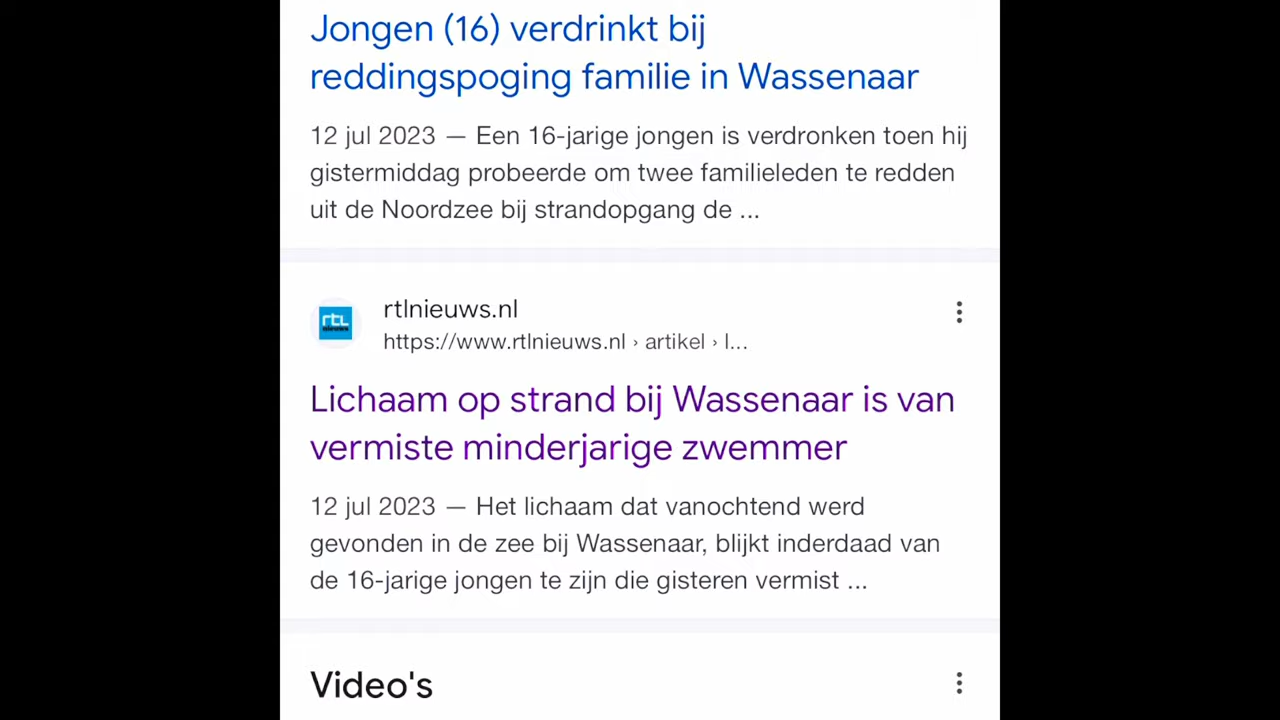 Jongen (16) verdrinkt bij
reddingspoging familie in Wassenaar
12 jul 2023 — Een 16-jarige jongen is verdronken toen hij
gistermiddag probeerde om twee familieleden te redden
uit de Noordzee bij strandopgang de ...
rtl
nieuws
rtlnieuws.nl
https://www.rtlnieuws.nl › artikel › l...
Lichaam op strand bij Wassenaar is van
vermiste minderjarige zwemmer
12 jul 2023 — Het lichaam dat vanochtend werd
gevonden in de zee bij Wassenaar, blijkt inderdaad van
de 16-jarige jongen te zijn die gisteren vermist ...
Video's